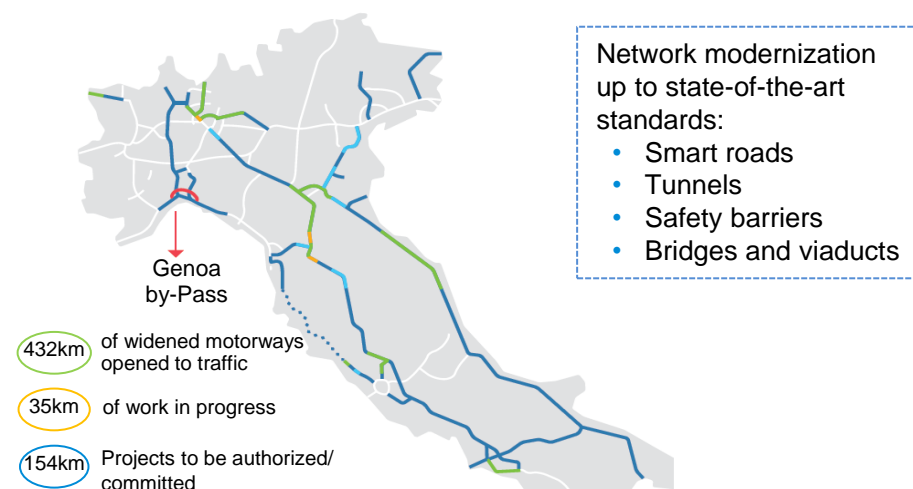 Network modernization
up to state-of-the-art
standards:
• Smart roads
• Tunnels
• Safety barriers
• Bridges and viaducts
Genoa
by-Pass
432km of widened motorways
opened to traffic
35km of work in progress
154km Projects to be authorized/
committed